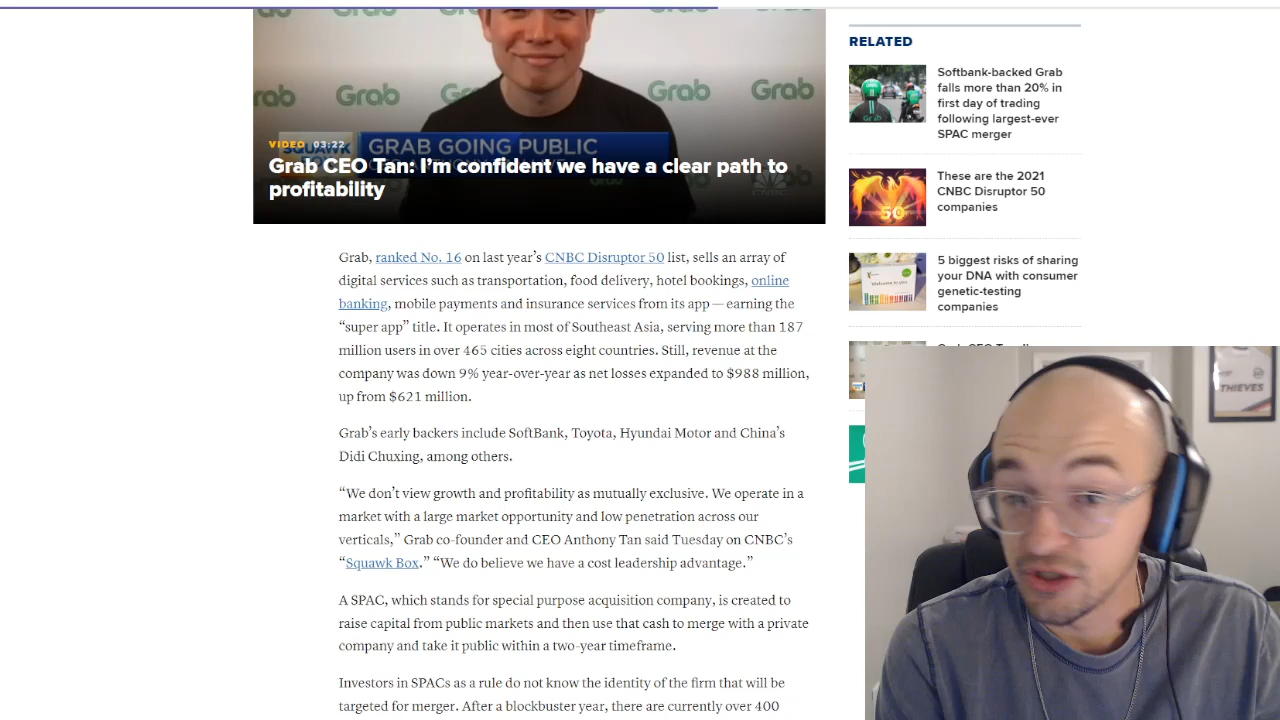 rab
Grab
Gr
Grab
Grab
VIDEO 03:22
GRAB GOING PUBLIC
Grab CEO Tan: I’m confident we have a clear path to
profitability
Grab, ranked No. 16 on last year’s CNBC Disruptor 50 list, sells an array of
digital services such as transportation, food delivery, hotel bookings, online
banking, mobile payments and insurance services from its app — earning the
“super app” title. It operates in most of Southeast Asia, serving more than 187
million users in over 465 cities across eight countries. Still, revenue at the
company was down 9% year-over-year as net losses expanded to $988 million,
up from $621 million.
Grab’s early backers include SoftBank, Toyota, Hyundai Motor and China’s
Didi Chuxing, among others.
“We don’t view growth and profitability as mutually exclusive. We operate in a
market with a large market opportunity and low penetration across our
verticals,” Grab co-founder and CEO Anthony Tan said Tuesday on CNBC’s
“Squawk Box.” “We do believe we have a cost leadership advantage.”
A SPAC, which stands for special purpose acquisition company, is created to
raise capital from public markets and then use that cash to merge with a private
company and take it public within a two-year timeframe.
Investors in SPACs as a rule do not know the identity of the firm that will be
targeted for merger. After a blockbuster year, there are currently over 400
RELATED
Softbank-backed Grab
falls more than 20% in
first day of trading
following largest-ever
SPAC merger
These are the 2021
CNBC Disruptor 50
companies
50
5 biggest risks of sharing
your DNA with consumer
genetic-testing
companies
THIEVES